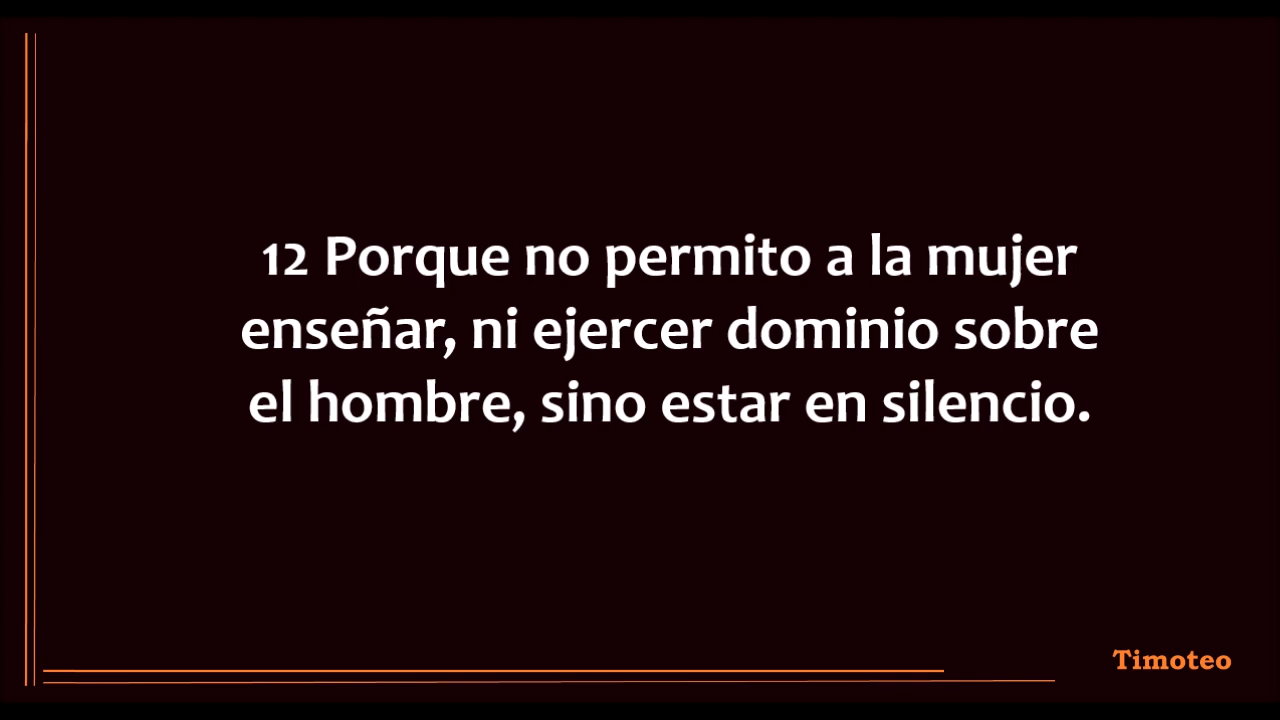 12 Porque no permito a la mujer
enseñar, ni ejercer dominio sobre
el hombre, sino estar en silencio.
Timoteo